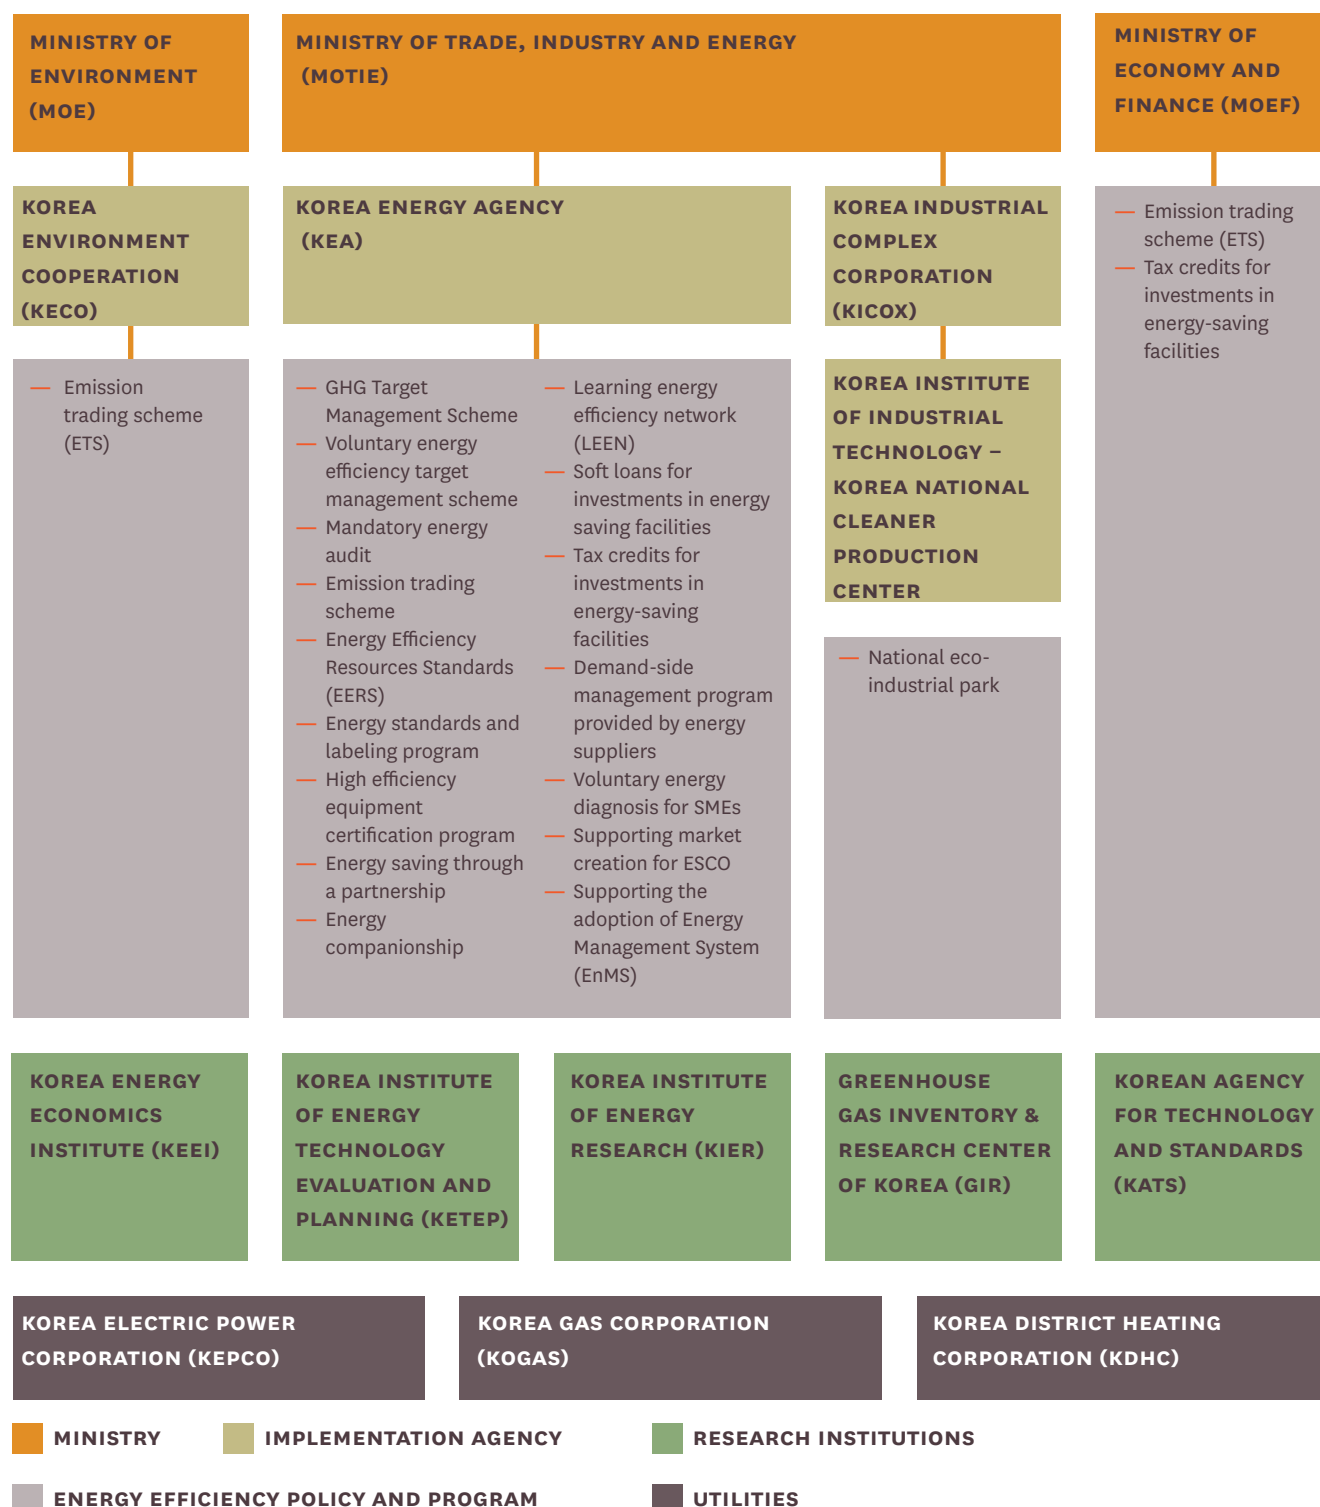 MINISTRY OF
ENVIRONMENT
(MOE)
MINISTRY OF TRADE, INDUSTRY AND ENERGY
(MOTIE)
MINISTRY OF
ECONOMY AND
FINANCE (MOEF)
KOREA
ENVIRONMENT
COOPERATION
(KECO)
KOREA ENERGY AGENCY
(KEA)
KOREA INDUSTRIAL
COMPLEX
CORPORATION
(KICOX)
— Emission trading
scheme (ETS)
— Tax credits for
investments in
energy-saving
facilities
— Emission
trading scheme
(ETS)
— GHG Target
Management Scheme
— Voluntary energy
efficiency target
management scheme
— Mandatory energy
audit
— Emission trading
scheme
— Energy Efficiency
Resources Standards
(EERS)
— Energy standards and
labeling program
— High efficiency
equipment
certification program
— Energy saving through
a partnership
— Energy
companionship
— Learning energy
efficiency network
(LEEN)
— Soft loans for
investments in energy
saving facilities
— Tax credits for
investments in
energy-saving
facilities
— Demand-side
management program
provided by energy
suppliers
— Voluntary energy
diagnosis for SMEs
— Supporting market
creation for ESCO
— Supporting the
adoption of Energy
Management System
(EnMS)
KOREA INSTITUTE
OF INDUSTRIAL
TECHNOLOGY –
KOREA NATIONAL
CLEANER
PRODUCTION
CENTER
— National eco-
industrial park
KOREA ENERGY
ECONOMICS
INSTITUTE (KEEI)
KOREA INSTITUTE
OF ENERGY
TECHNOLOGY
EVALUATION AND
PLANNING (KETEP)
KOREA INSTITUTE
OF ENERGY
RESEARCH (KIER)
GREENHOUSE
GAS INVENTORY &
RESEARCH CENTER
OF KOREA (GIR)
KOREAN AGENCY
FOR TECHNOLOGY
AND STANDARDS
(KATS)
KOREA ELECTRIC POWER
CORPORATION (KEPCO)
KOREA GAS CORPORATION
(KOGAS)
KOREA DISTRICT HEATING
CORPORATION (KDHC)
MINISTRY
IMPLEMENTATION AGENCY
RESEARCH INSTITUTIONS
ENERGY EFFICIENCY POLICY AND PROGRAM
UTILITIES